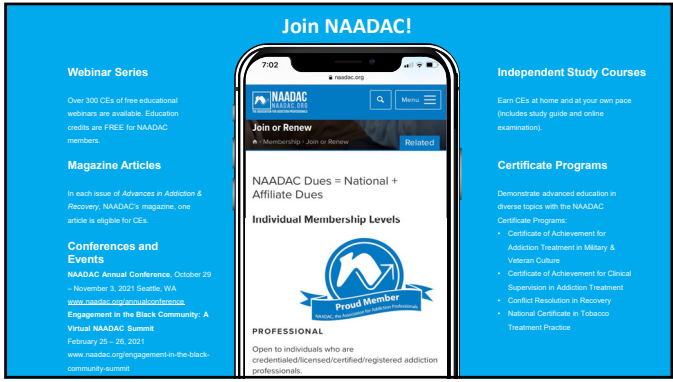 Join NAADAC!
Webinar Series
Over 300 CEs of free educational
webinars are available. Education
credits are FREE for NAADAC
members.
Magazine Articles
In each issue of Advances in Addiction &
Recovery, NAADAC's magazine, one
article is eligible for CEs.
Conferences and
Events
NAADAC Annual Conference, October 29
– November 3, 2021 Seattle, WA
www.naadac.org/annualconference
Engagement in the Black Community: A
Virtual NAADAC Summit
February 25 – 26, 2021
www.naadac.org/engagement-in-the-black-
community-summit
7:02
naadac.org
NAADAC
NAADAC.ORG
THE ASSOCIATION FOR ADDICTION PROFESSIONALS
Menu
Join or Renew
Membership › Join or Renew
Related
NAADAC Dues = National +
Affiliate Dues
Individual Membership Levels
Proud Member
NAADAC, the Association for Addiction Professionals
PROFESSIONAL
Open to individuals who are
credentialed/licensed/certified/registered addiction
professionals.
Independent Study Courses
Earn CEs at home and at your own pace
(includes study guide and online
examination).
Certificate Programs
Demonstrate advanced education in
diverse topics with the NAADAC
Certificate Programs:
• Certificate of Achievement for
Addiction Treatment in Military &
Veteran Culture
• Certificate of Achievement for Clinical
Supervision in Addiction Treatment
• Conflict Resolution in Recovery
• National Certificate in Tobacco
Treatment Practice